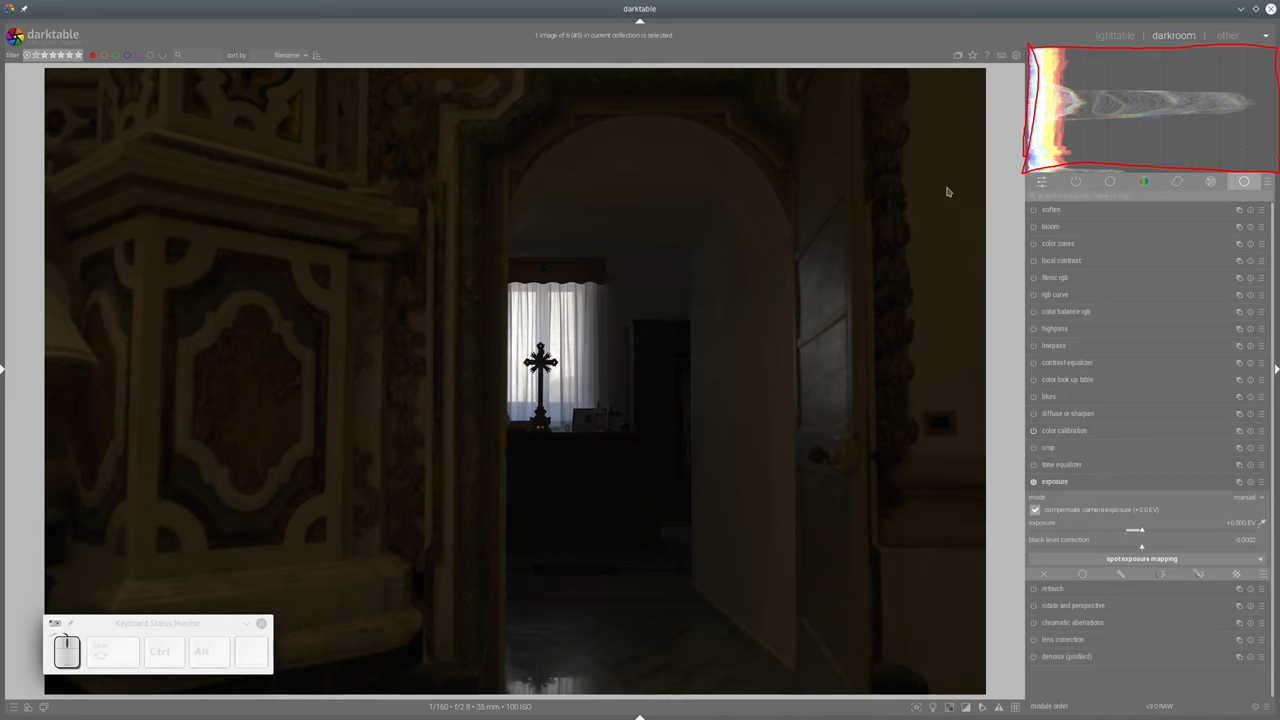 darktable
darktable
1 image of 6 (#5) in current collection is selected
lighttable | darkroom | other
filter
sort by filename
soften
bloom
color zones
local contrast
filmic rgb
rgb curve
color balance rgb
highpass
lowpass
contrast equalizer
color look up table
blurs
diffuse or sharpen
color calibration
crop
tone equalizer
exposure
mode manual
compensate camera exposure (+0.0 EV)
exposure +0.500 EV
black level correction -0.0002
spot exposure mapping
retouch
rotate and perspective
chromatic aberrations
lens correction
denoise (profiled)
Keyboard Status Monitor
Shift Ctrl Alt
1/160 • f/2.8 • 35 mm • 100 ISO
module order v3.0 RAW